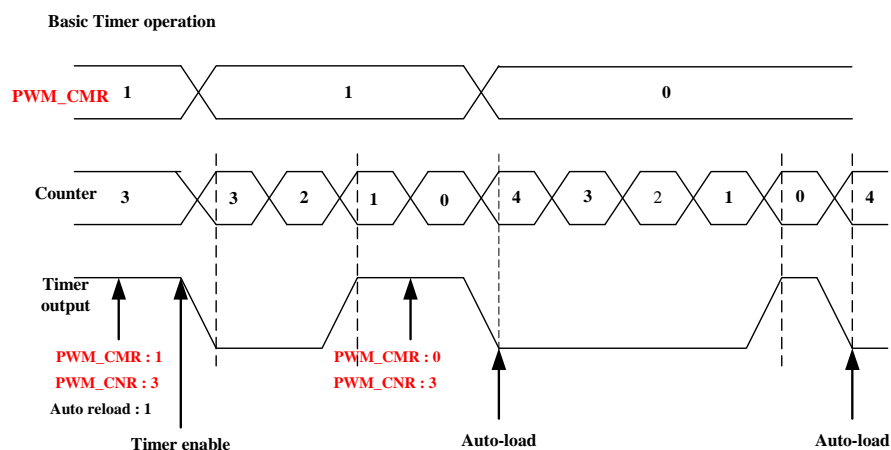 Basic Timer operation
PWM_CMR 1 1 0
Counter 3 3 2 1 0 4 3 2 1 0 4
Timer
output
PWM_CMR : 1 PWM_CMR : 0
PWM_CNR : 3 PWM_CNR : 3
Auto reload : 1
Timer enable Auto-load Auto-load